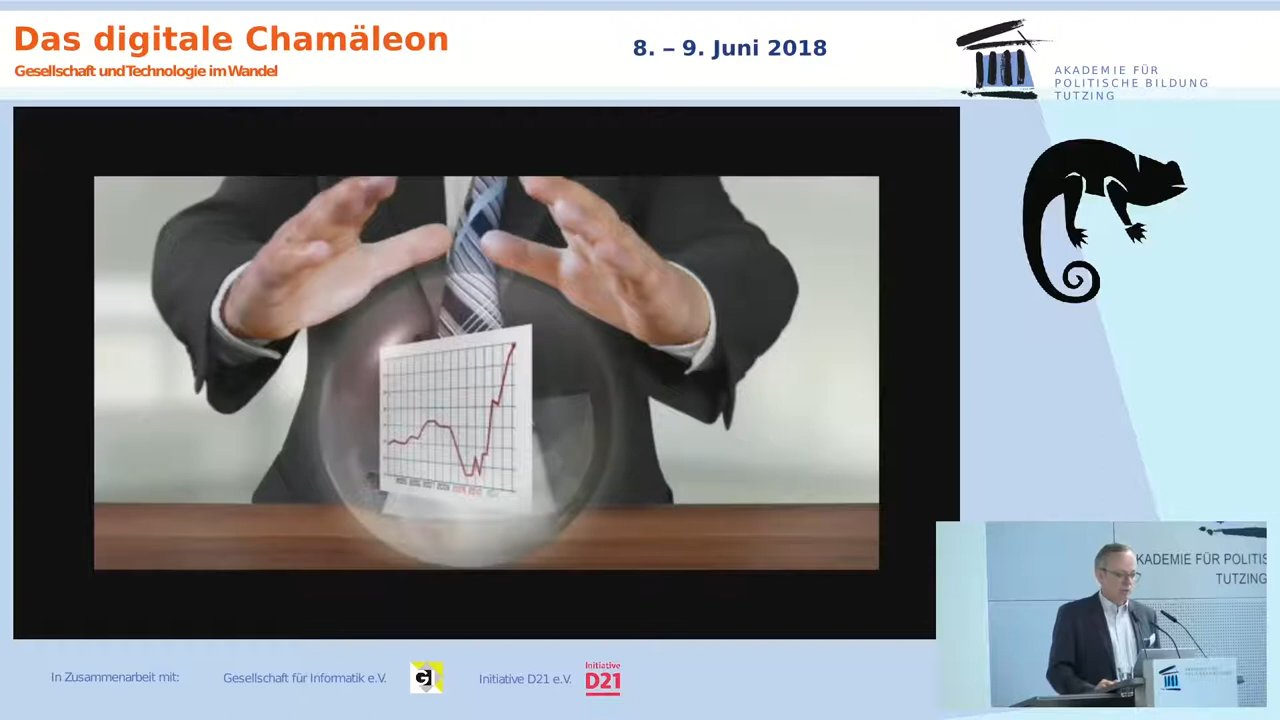 Das digitale Chamäleon
Gesellschaft und Technologie im Wandel
8. – 9. Juni 2018
AKADEMIE FÜR
POLITISCHE BILDUNG
TUTZING
KADEMIE FÜR POLITIS
TUTZING
In Zusammenarbeit mit:
Gesellschaft für Informatik e.V.
GI
Initiative D21 e.V.
Initiative
D21